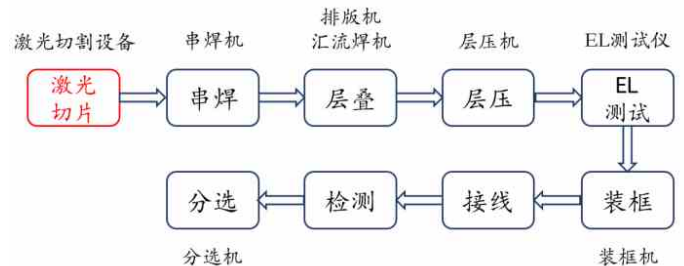 排版机
激光切割设备 串焊机 汇流焊机 层压机 EL测试仪
激光
切片
串焊
层叠
层压
EL
测试
分选
检测
接线
装框
分选机
装框机